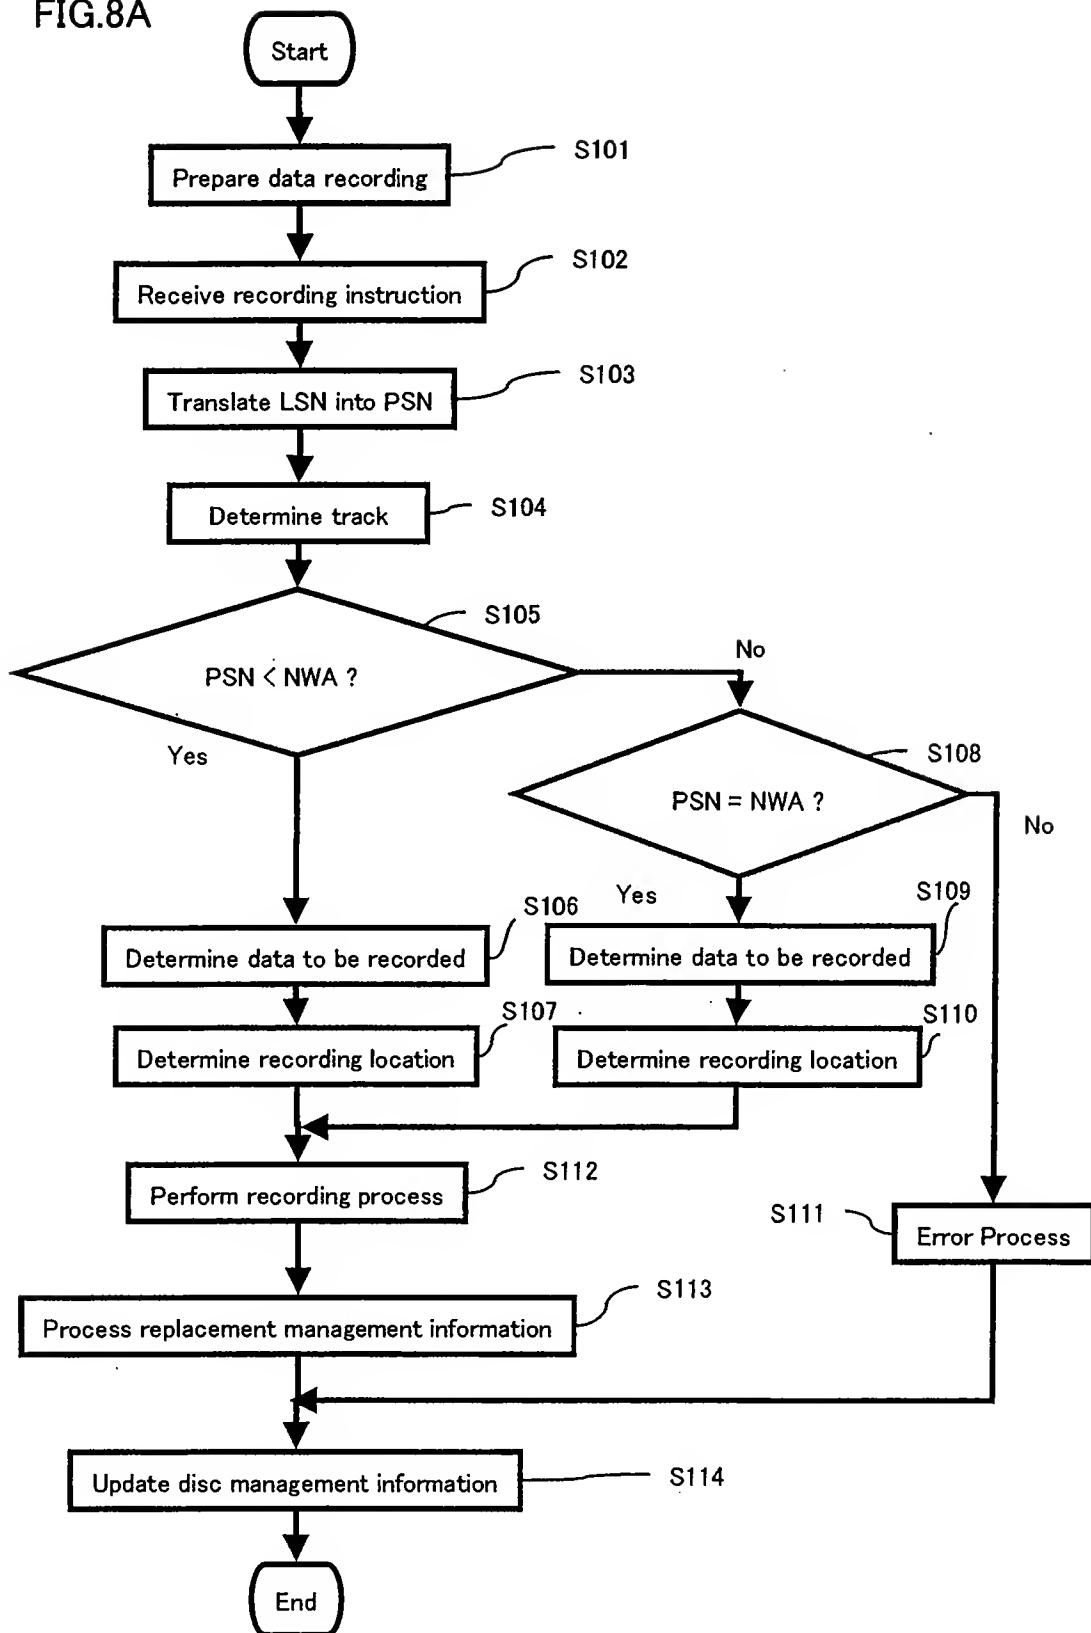 FIG.8A
Start
S101
Prepare data recording
S102
Receive recording instruction
S103
Translate LSN into PSN
S104
Determine track
S105
PSN < NWA ?
No
Yes
S108
PSN = NWA ?
No
Yes
S106
Determine data to be recorded
S109
Determine data to be recorded
S107
Determine recording location
S110
Determine recording location
S112
Perform recording process
S111
Error Process
S113
Process replacement management information
S114
Update disc management information
End